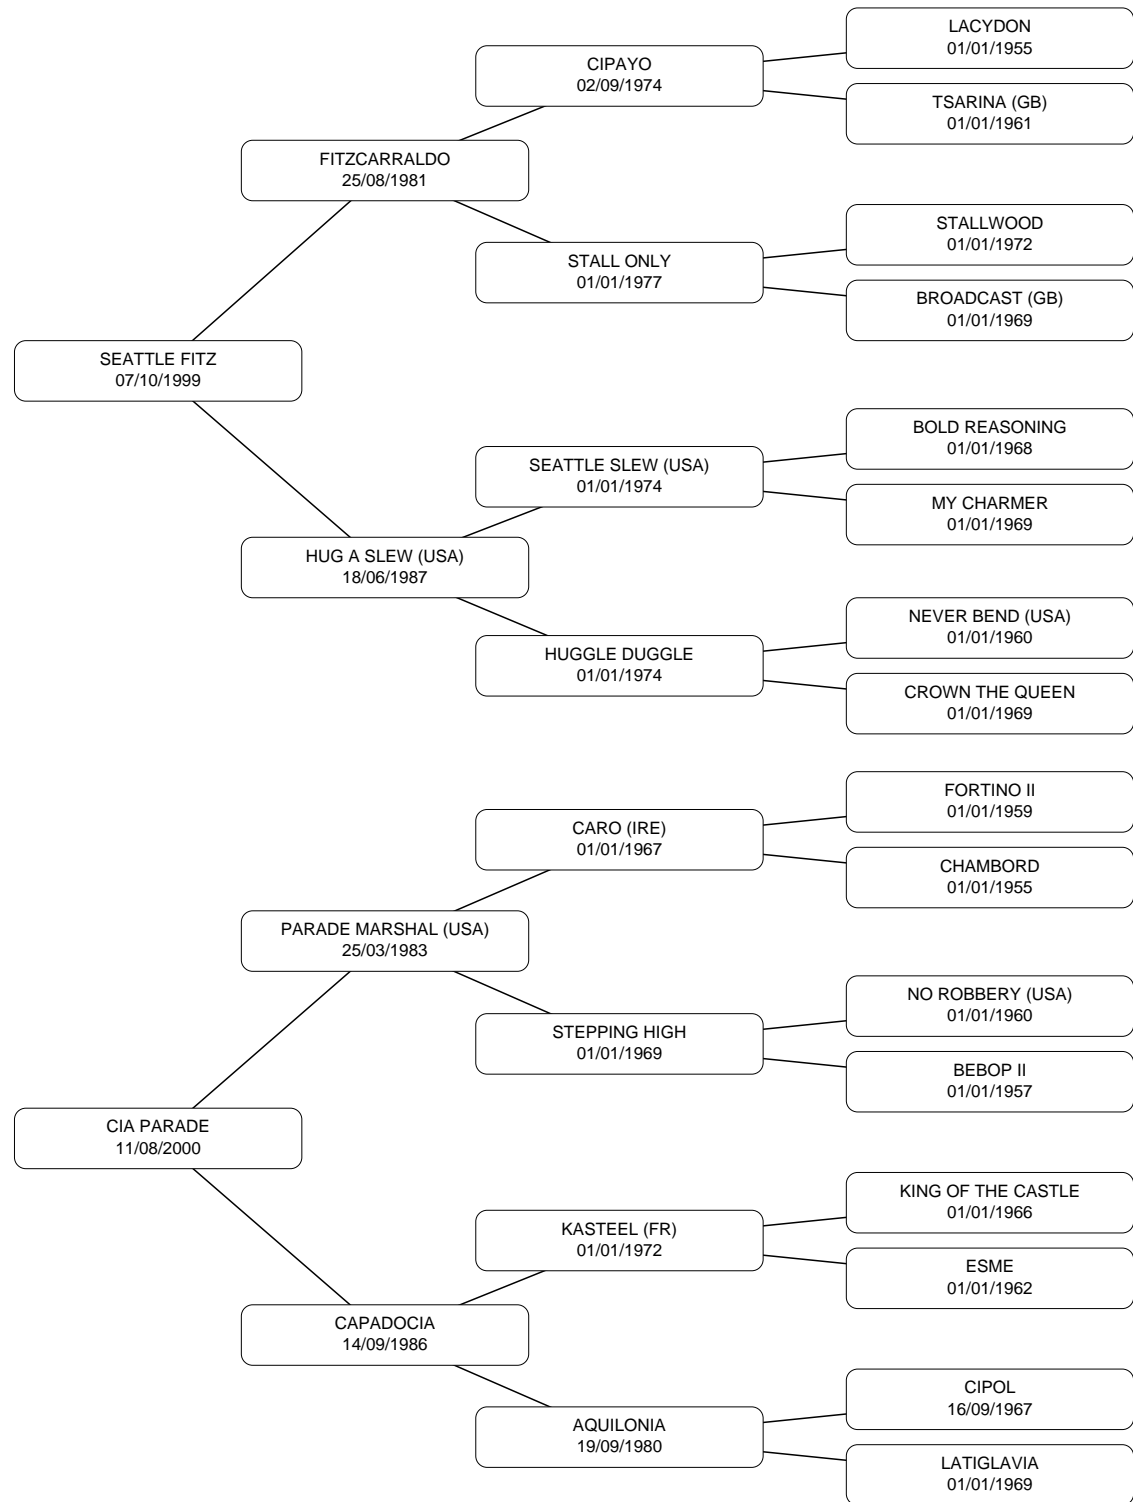 LACYDON
01/01/1955
CIPAYO
02/09/1974
TSARINA (GB)
01/01/1961
FITZCARRALDO
25/08/1981
STALLWOOD
01/01/1972
STALL ONLY
01/01/1977
BROADCAST (GB)
01/01/1969
SEATTLE FITZ
07/10/1999
BOLD REASONING
01/01/1968
SEATTLE SLEW (USA)
01/01/1974
MY CHARMER
01/01/1969
HUG A SLEW (USA)
18/06/1987
NEVER BEND (USA)
01/01/1960
HUGGLE DUGGLE
01/01/1974
CROWN THE QUEEN
01/01/1969
FORTINO II
01/01/1959
CARO (IRE)
01/01/1967
CHAMBORD
01/01/1955
PARADE MARSHAL (USA)
25/03/1983
NO ROBBERY (USA)
01/01/1960
STEPPING HIGH
01/01/1969
BEBOP II
01/01/1957
CIA PARADE
11/08/2000
KING OF THE CASTLE
01/01/1966
KASTEEL (FR)
01/01/1972
ESME
01/01/1962
CAPADOCIA
14/09/1986
CIPOL
16/09/1967
AQUILONIA
19/09/1980
LATIGLAVIA
01/01/1969